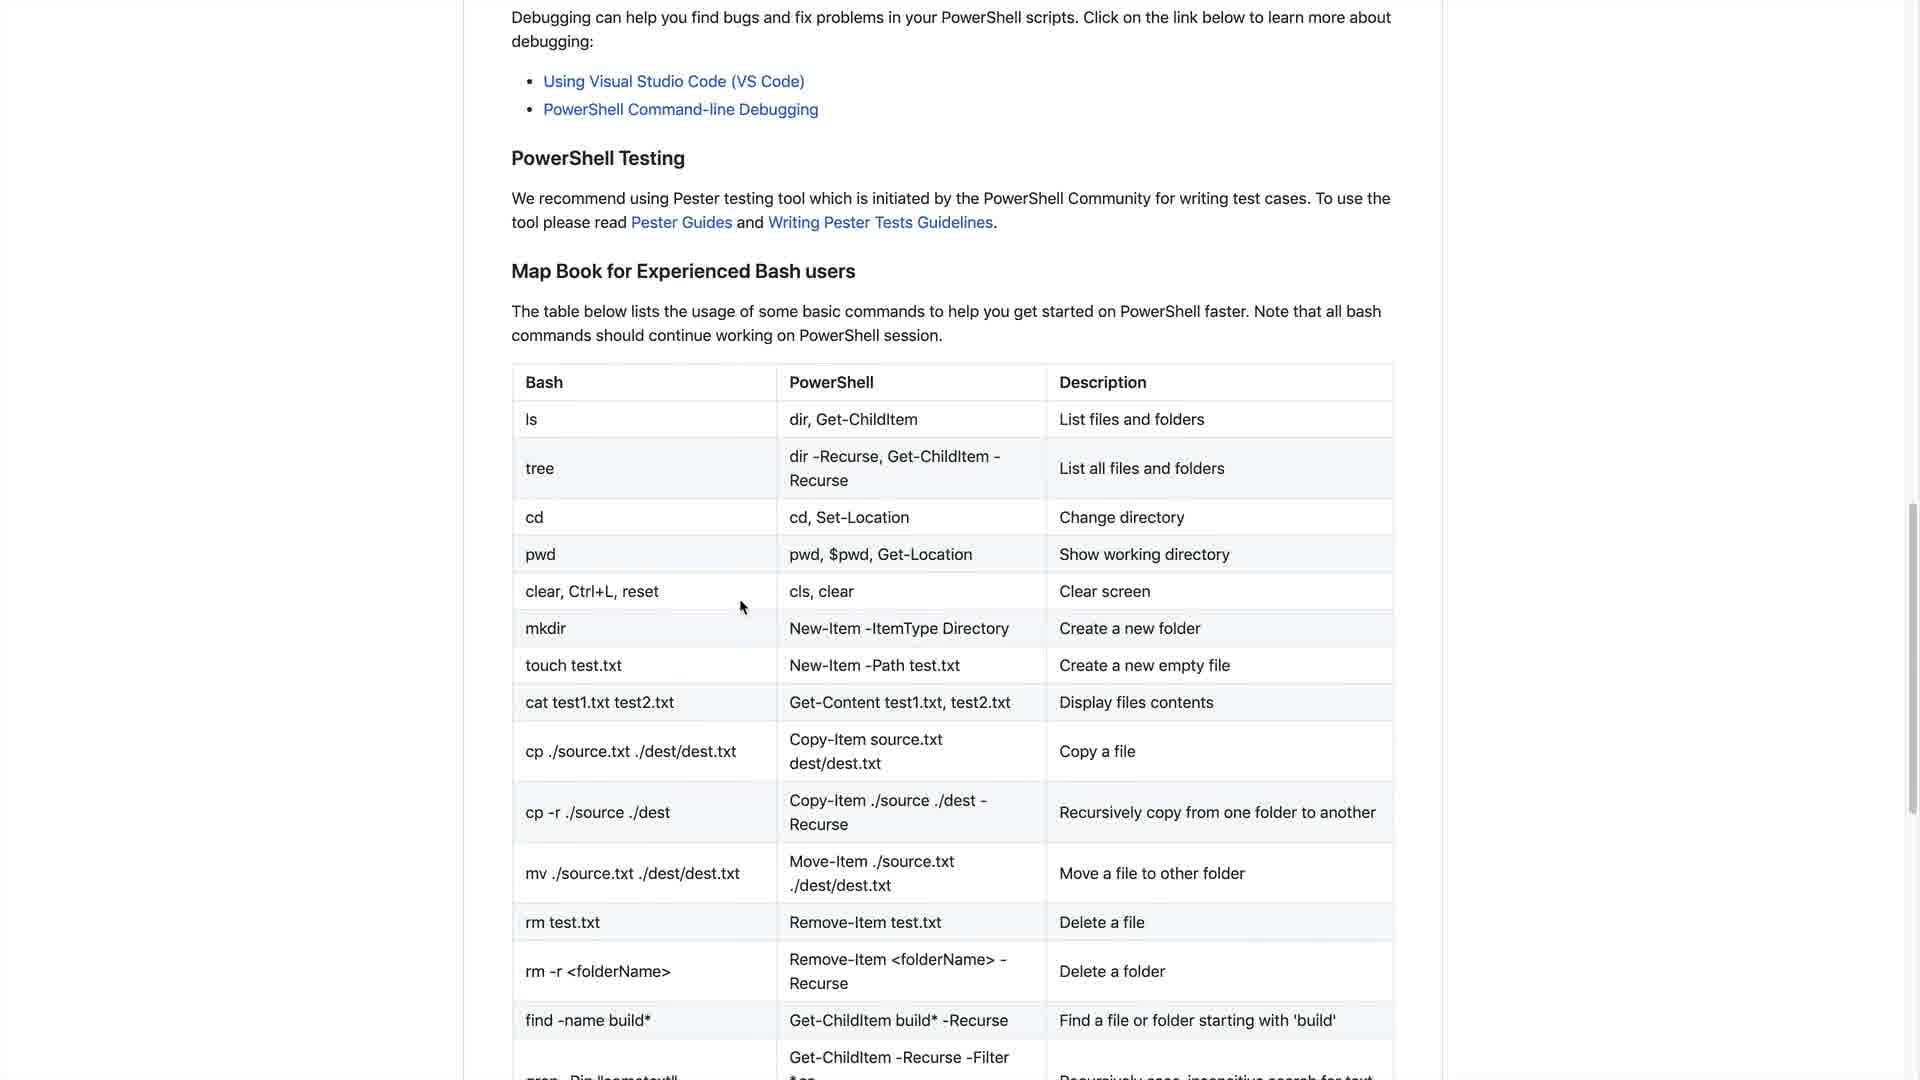 Debugging can help you find bugs and fix problems in your PowerShell scripts. Click on the link below to learn more about
debugging:
• Using Visual Studio Code (VS Code)
• PowerShell Command-line Debugging
PowerShell Testing
We recommend using Pester testing tool which is initiated by the PowerShell Community for writing test cases. To use the
tool please read Pester Guides and Writing Pester Tests Guidelines.
Map Book for Experienced Bash users
The table below lists the usage of some basic commands to help you get started on PowerShell faster. Note that all bash
commands should continue working on PowerShell session.
Bash PowerShell Description
ls dir, Get-ChildItem List files and folders
tree dir -Recurse, Get-ChildItem -
Recurse List all files and folders
cd cd, Set-Location Change directory
pwd pwd, $pwd, Get-Location Show working directory
clear, Ctrl+L, reset cls, clear Clear screen
mkdir New-Item -ItemType Directory Create a new folder
touch test.txt New-Item -Path test.txt Create a new empty file
cat test1.txt test2.txt Get-Content test1.txt, test2.txt Display files contents
cp ./source.txt ./dest/dest.txt Copy-Item source.txt
dest/dest.txt Copy a file
cp -r ./source ./dest Copy-Item ./source ./dest -
Recurse Recursively copy from one folder to another
mv ./source.txt ./dest/dest.txt Move-Item ./source.txt
./dest/dest.txt Move a file to other folder
rm test.txt Remove-Item test.txt Delete a file
rm -r <folderName> Remove-Item <folderName> -
Recurse Delete a folder
find -name build* Get-ChildItem build* -Recurse Find a file or folder starting with 'build'
Get-ChildItem -Recurse -Filter